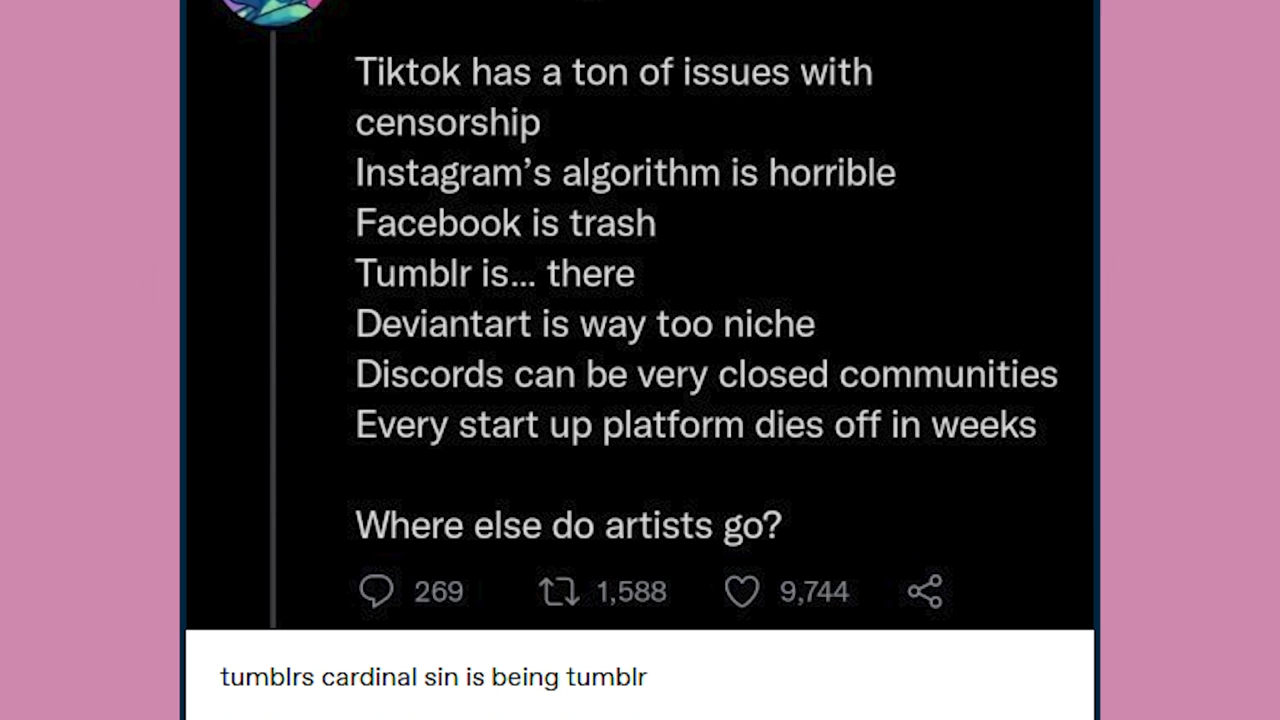 Tiktok has a ton of issues with
censorship
Instagram’s algorithm is horrible
Facebook is trash
Tumblr is... there
Deviantart is way too niche
Discords can be very closed communities
Every start up platform dies off in weeks
Where else do artists go?
269 1,588 9,744
tumblrs cardinal sin is being tumblr